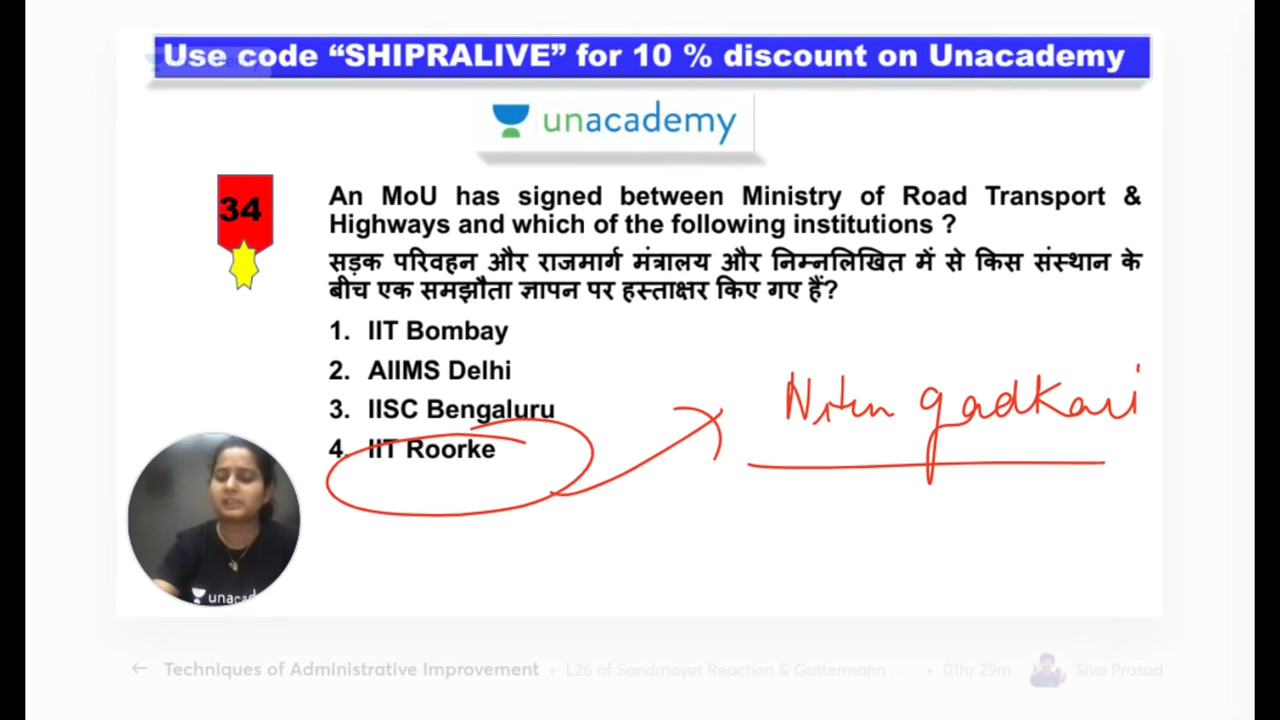 Use code “SHIPRALIVE” for 10 % discount on Unacademy
unacademy
34
An MoU has signed between Ministry of Road Transport &
Highways and which of the following institutions ?
सड़क परिवहन और राजमार्ग मंत्रालय और निम्नलिखित में से किस संस्थान के
बीच एक समझौता ज्ञापन पर हस्ताक्षर किए गए हैं?
1. IIT Bombay
2. AIIMS Delhi
3. IISC Bengaluru
4. IIT Roorke
Nitin gadkari
unacad
← Techniques of Administrative Improvement • L26 of Sandmayer Reaction & Gattermann ... • 01hr 29m Siva Prasad